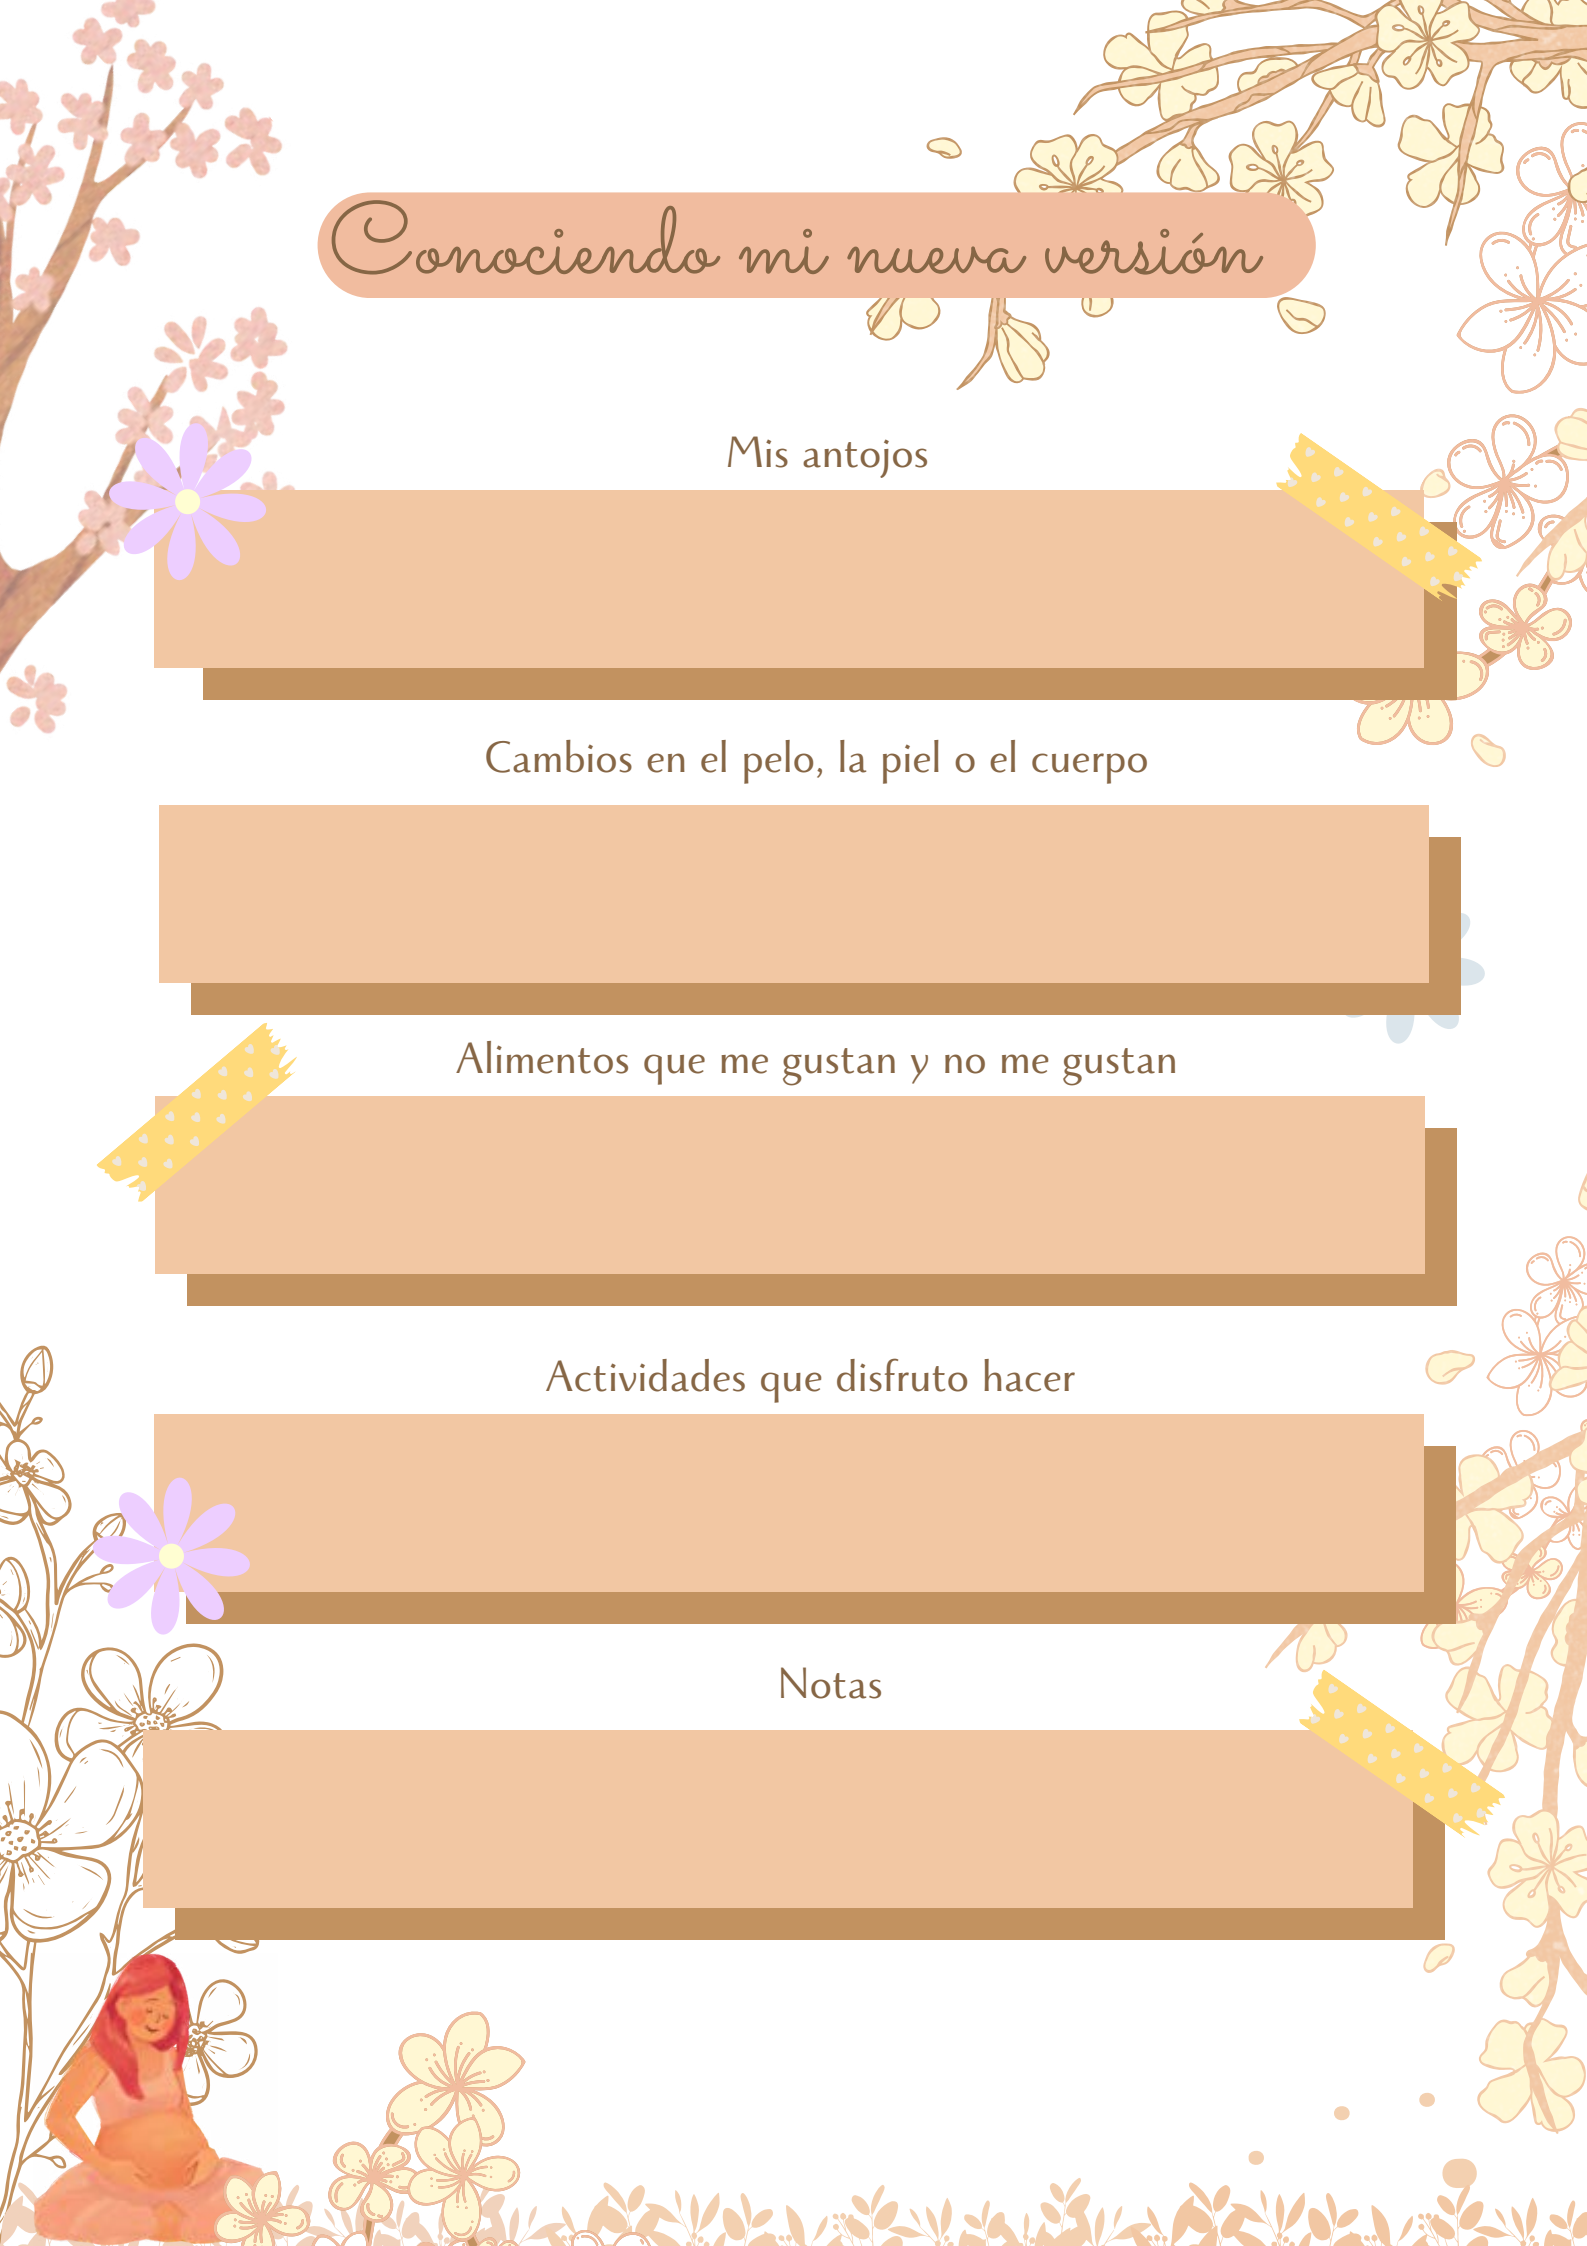 Conociendo mi nueva versión
Mis antojos
Cambios en el pelo, la piel o el cuerpo
Alimentos que me gustan y no me gustan
Actividades que disfruto hacer
Notas